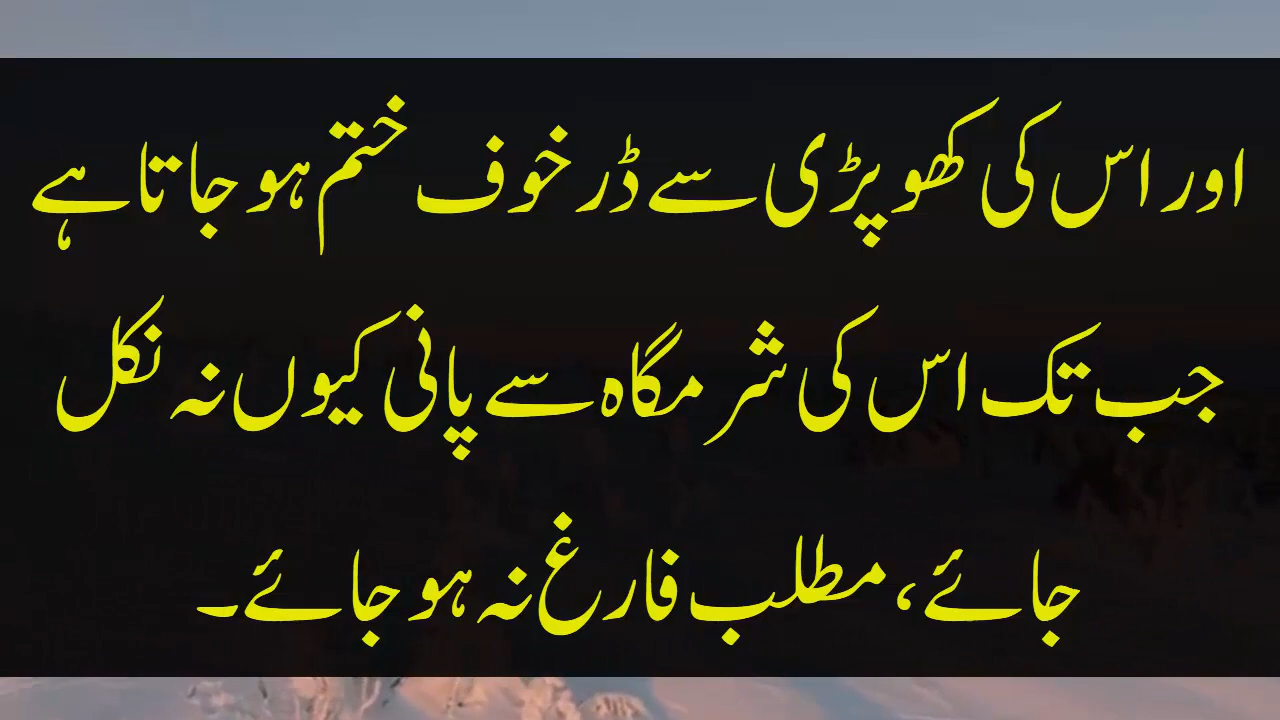 اور اس کی کھوپڑی سے ڈر خوف ختم ہو جاتا ہے
جب تک اس کی شرمگاہ سے پانی کیوں نہ نکل
جائے، مطلب فارغ نہ ہو جائے۔